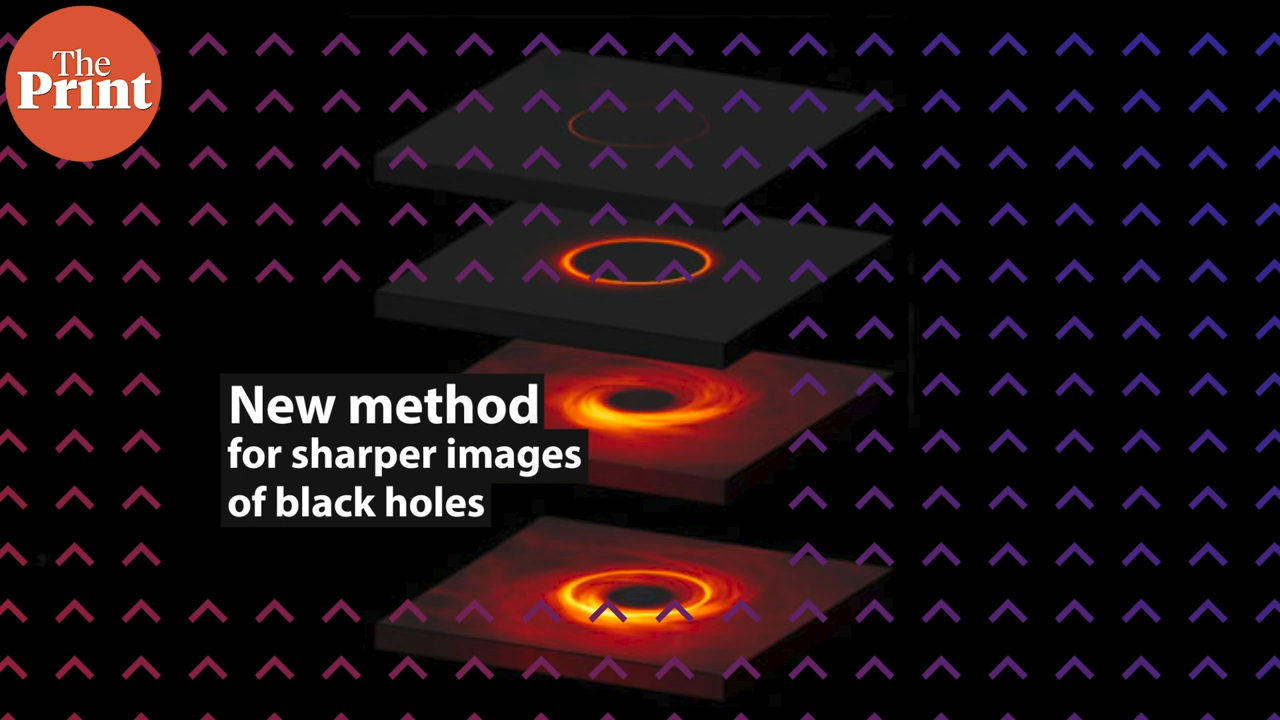 The
Print
New method
for sharper images
of black holes